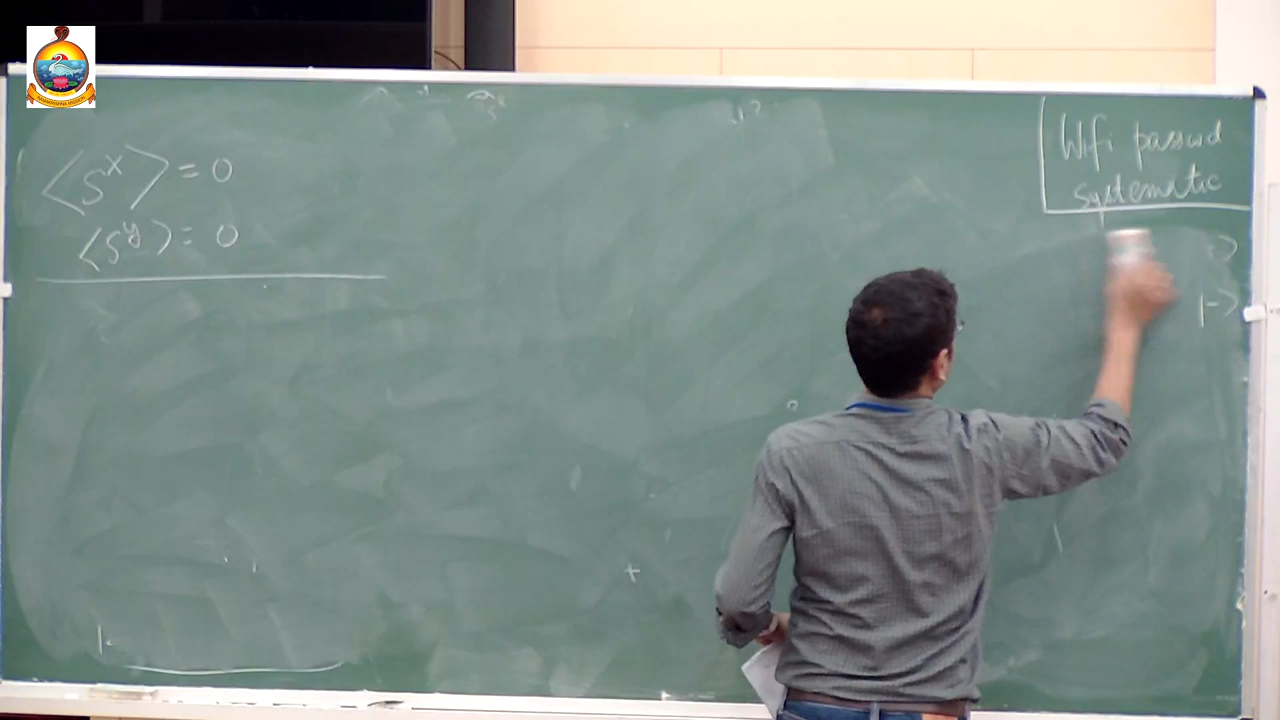 <S^x> = 0
<S^y> = 0
Wifi passwd
systematic
|->